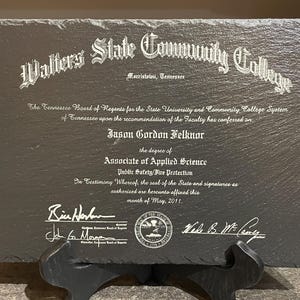 Walters State Community College
Morristown, Tennessee
The Tennessee Board of Regents for the State University and Community College System
of Tennessee upon the recommendation of the Faculty has conferred on
Jason Gordon Felknor
the degree of
Associate of Applied Science
Public Safety/Fire Protection
In Testimony Whereof, the seal of the State and signatures as
authorized are hereunto affixed this
month of May, 2011.